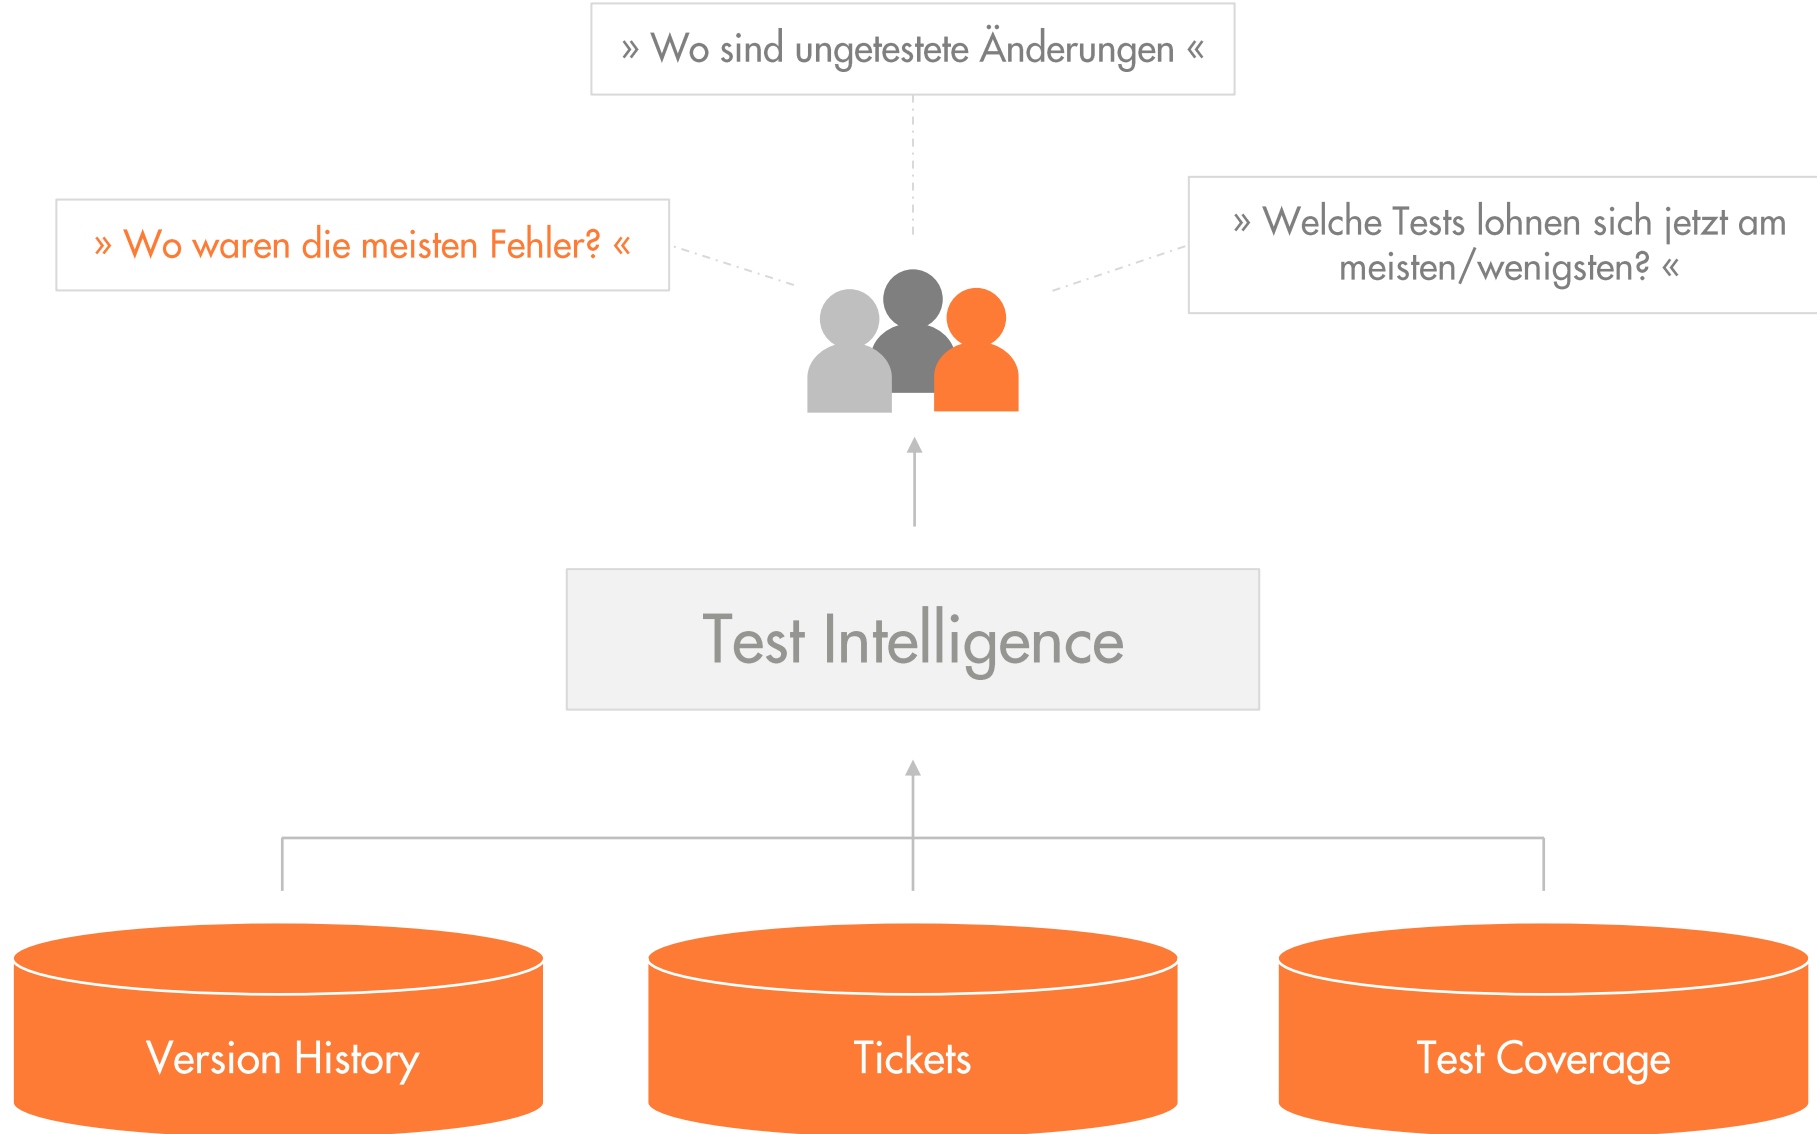 » Wo sind ungetestete Änderungen «
» Wo waren die meisten Fehler? «
» Welche Tests lohnen sich jetzt am
meisten/wenigsten? «
Test Intelligence
Version History
Tickets
Test Coverage